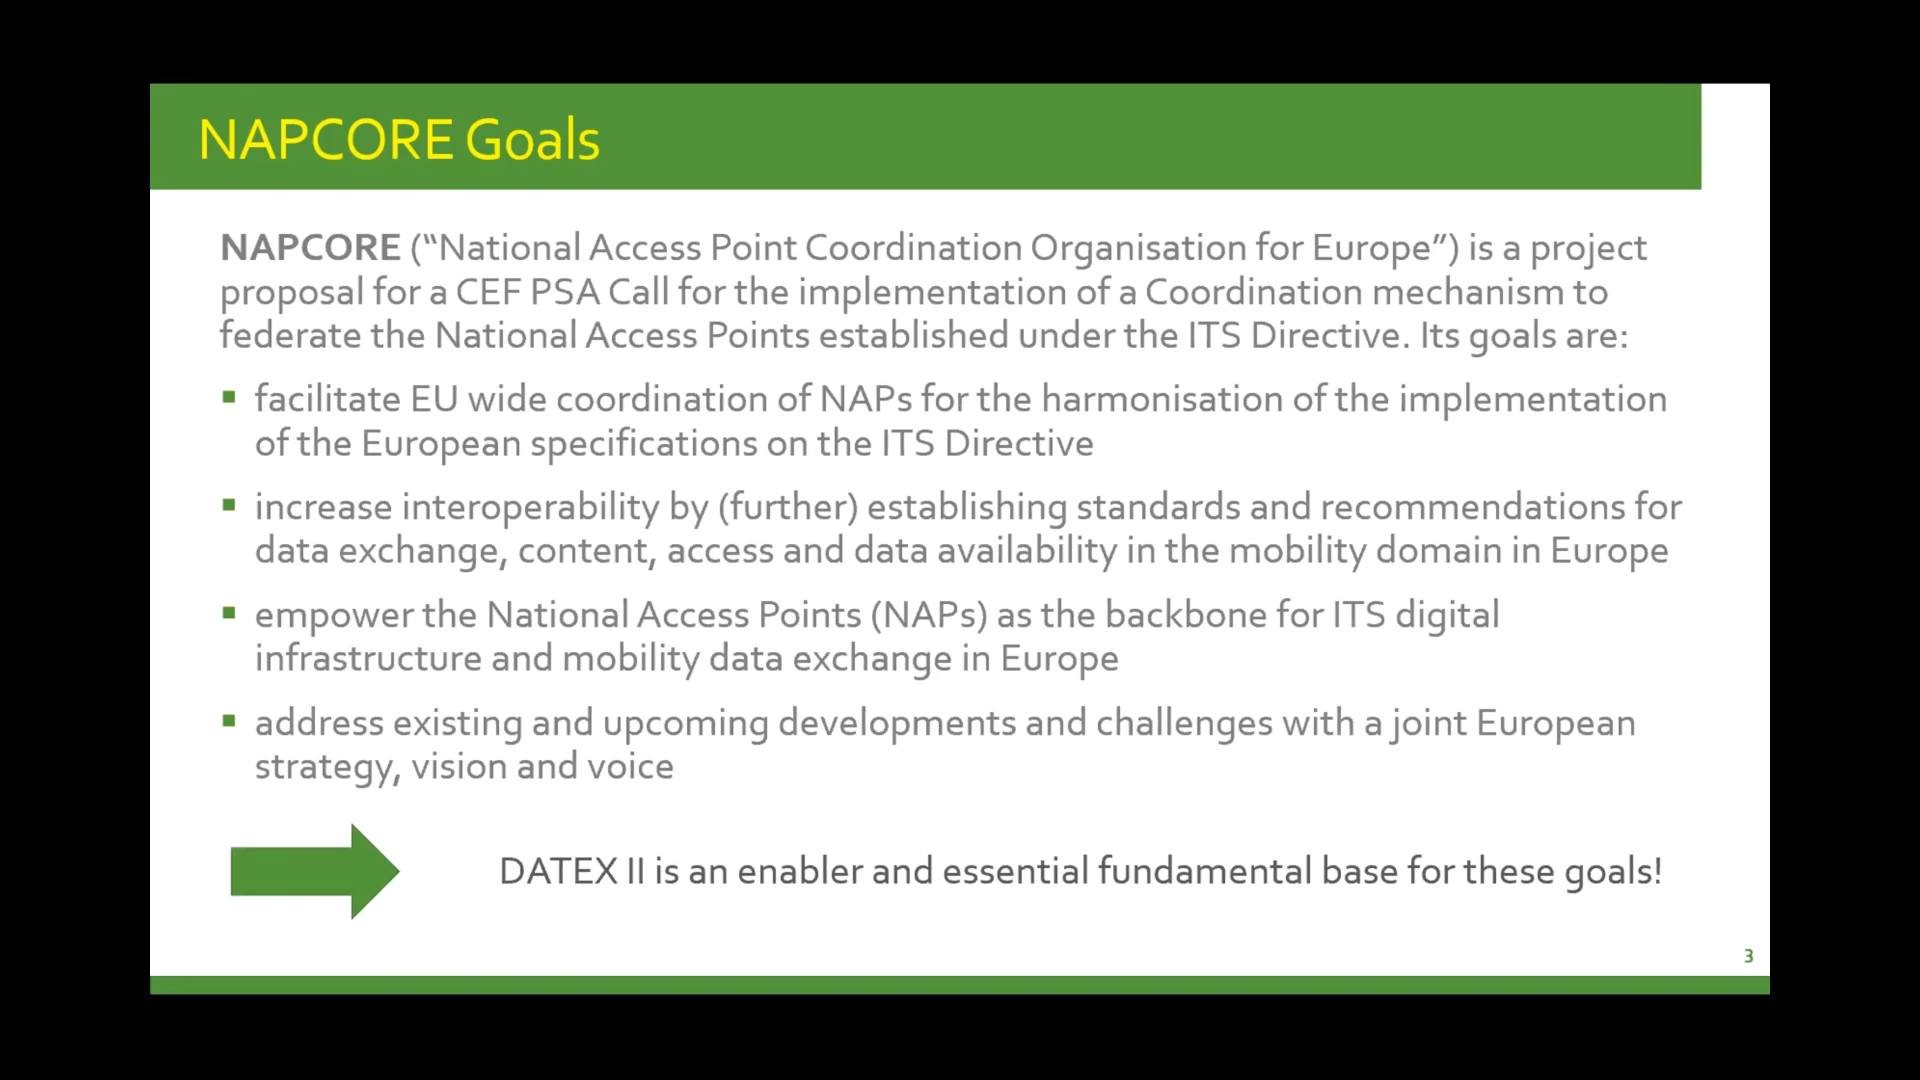 NAPCORE Goals
NAPCORE (“National Access Point Coordination Organisation for Europe”) is a project
proposal for a CEF PSA Call for the implementation of a Coordination mechanism to
federate the National Access Points established under the ITS Directive. Its goals are:
▪ facilitate EU wide coordination of NAPs for the harmonisation of the implementation
of the European specifications on the ITS Directive
▪ increase interoperability by (further) establishing standards and recommendations for
data exchange, content, access and data availability in the mobility domain in Europe
▪ empower the National Access Points (NAPs) as the backbone for ITS digital
infrastructure and mobility data exchange in Europe
▪ address existing and upcoming developments and challenges with a joint European
strategy, vision and voice
DATEX II is an enabler and essential fundamental base for these goals!
3